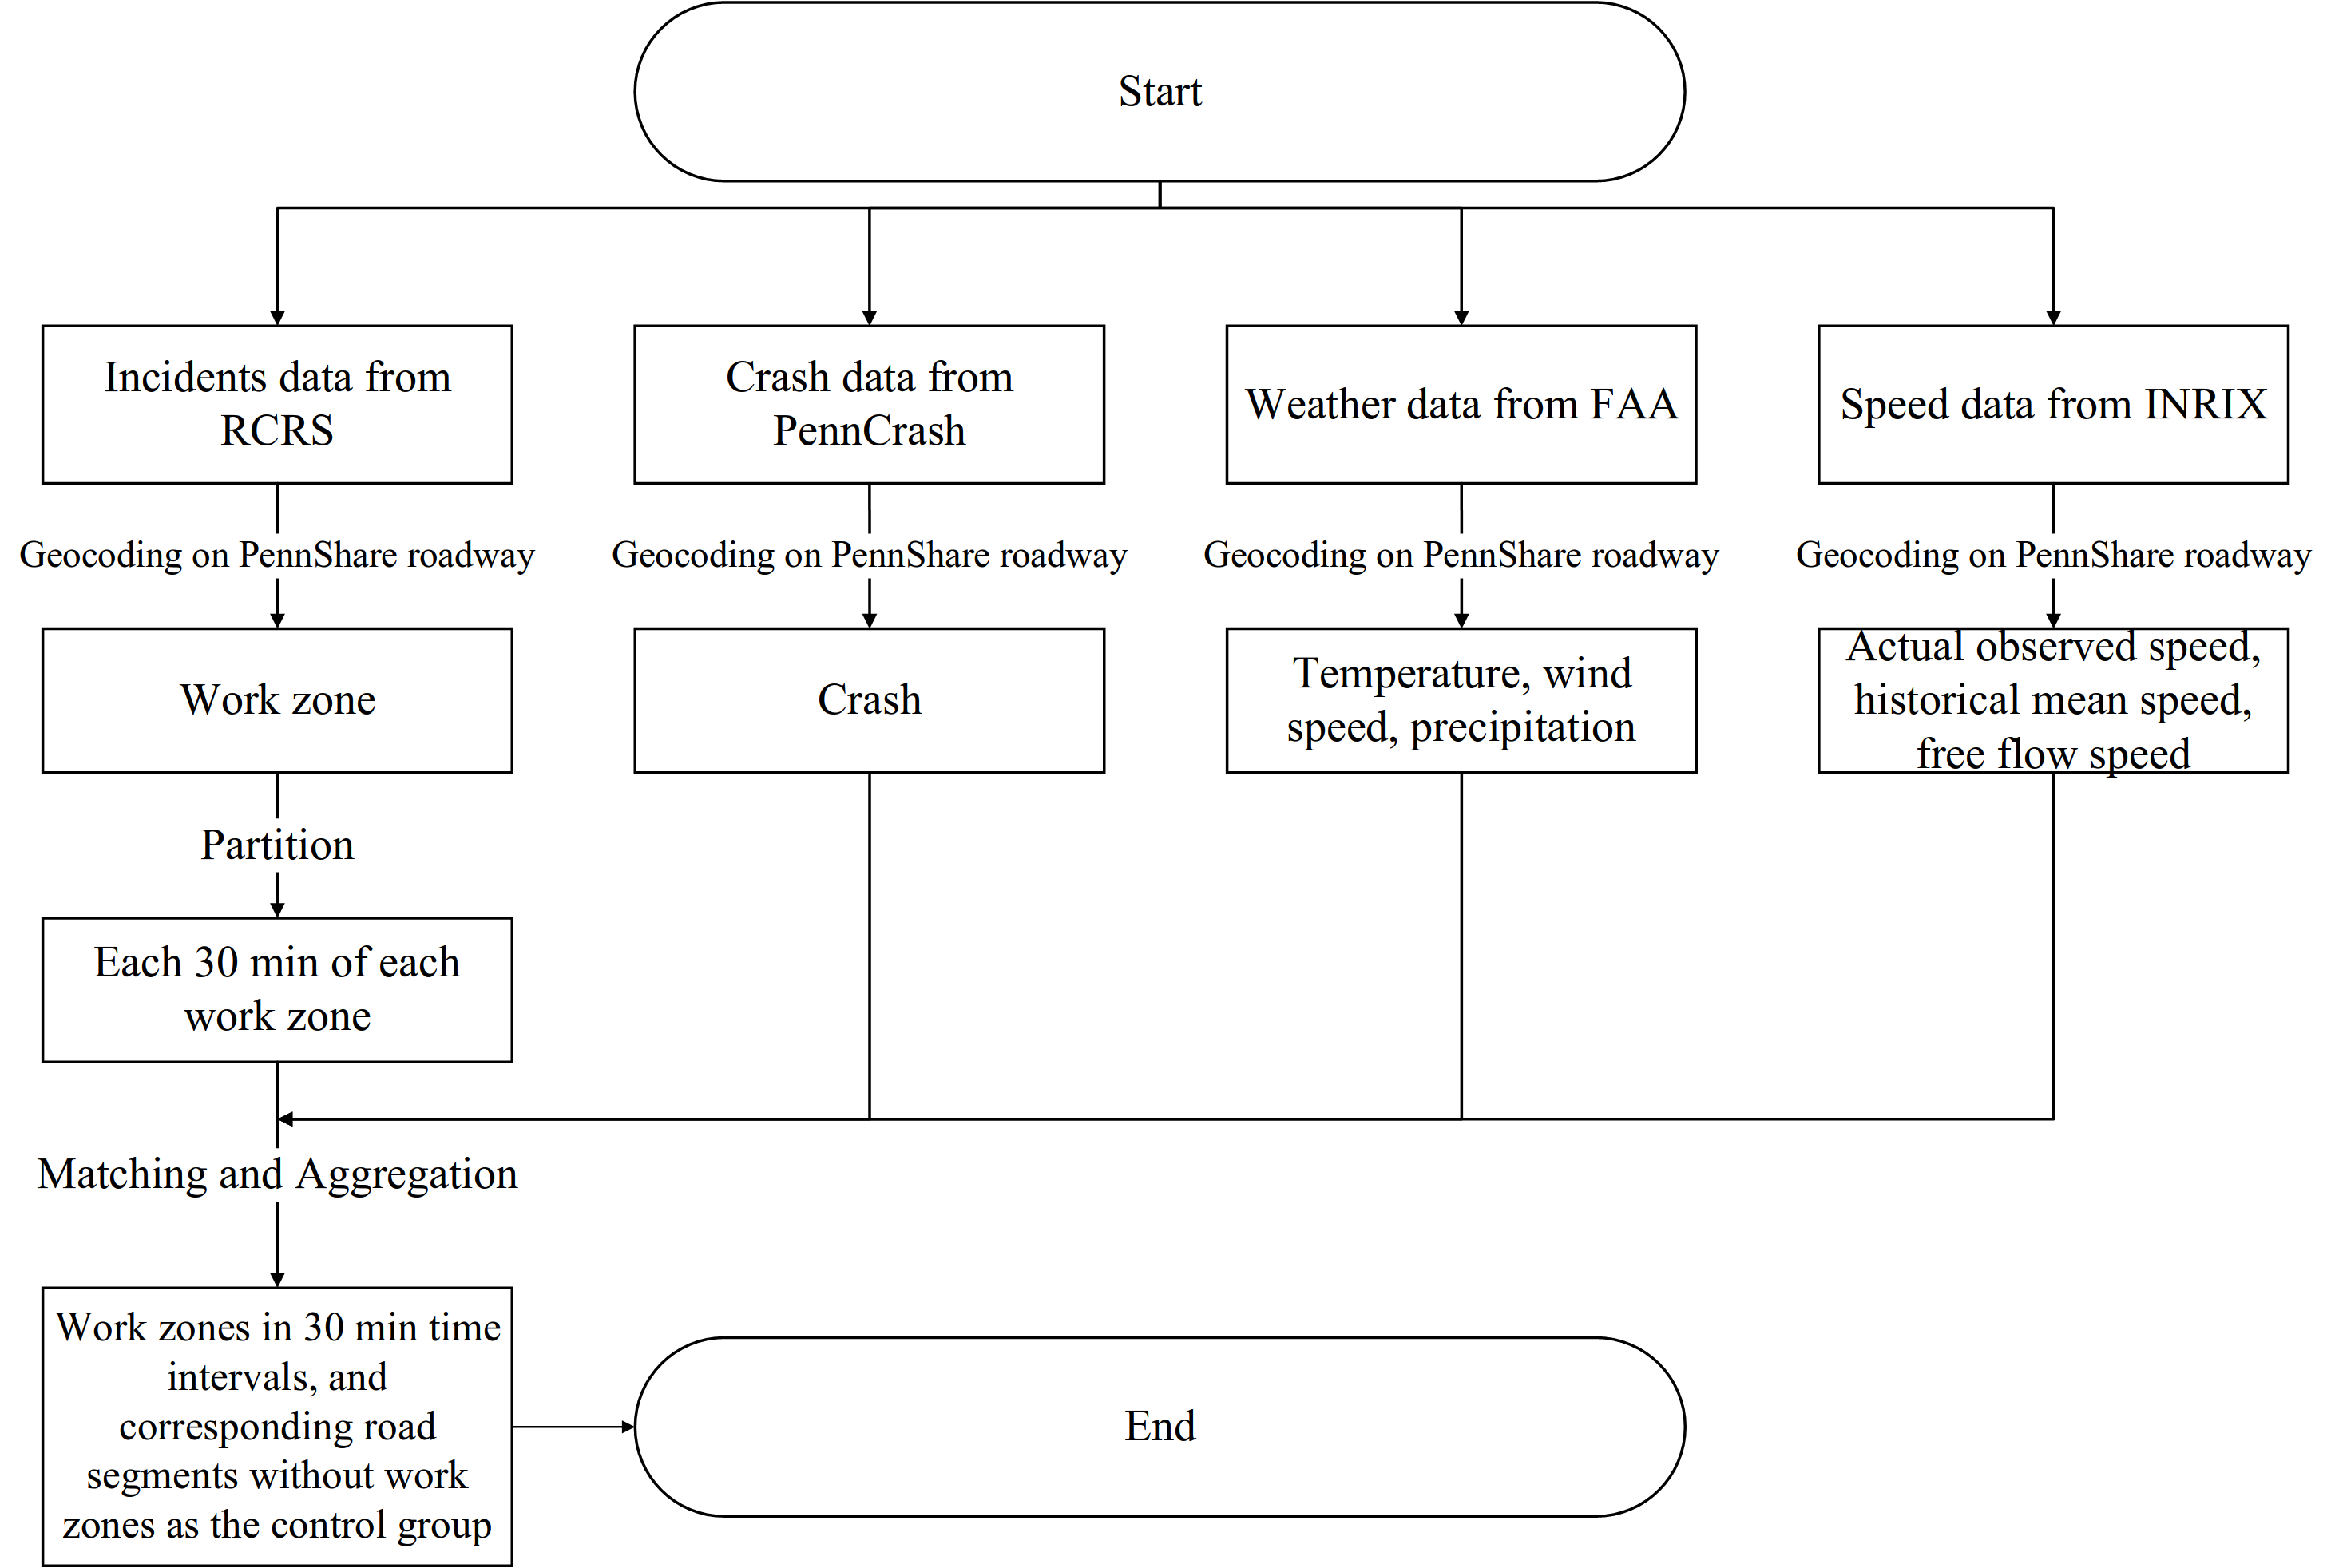 Start
Incidents data from
RCRS
Crash data from
PennCrash
Weather data from FAA
Speed data from INRIX
Geocoding on PennShare roadway
Geocoding on PennShare roadway
Geocoding on PennShare roadway
Geocoding on PennShare roadway
Work zone
Crash
Temperature, wind
speed, precipitation
Actual observed speed,
historical mean speed,
free flow speed
Partition
Each 30 min of each
work zone
Matching and Aggregation
Work zones in 30 min time
intervals, and
corresponding road
segments without work
zones as the control group
End